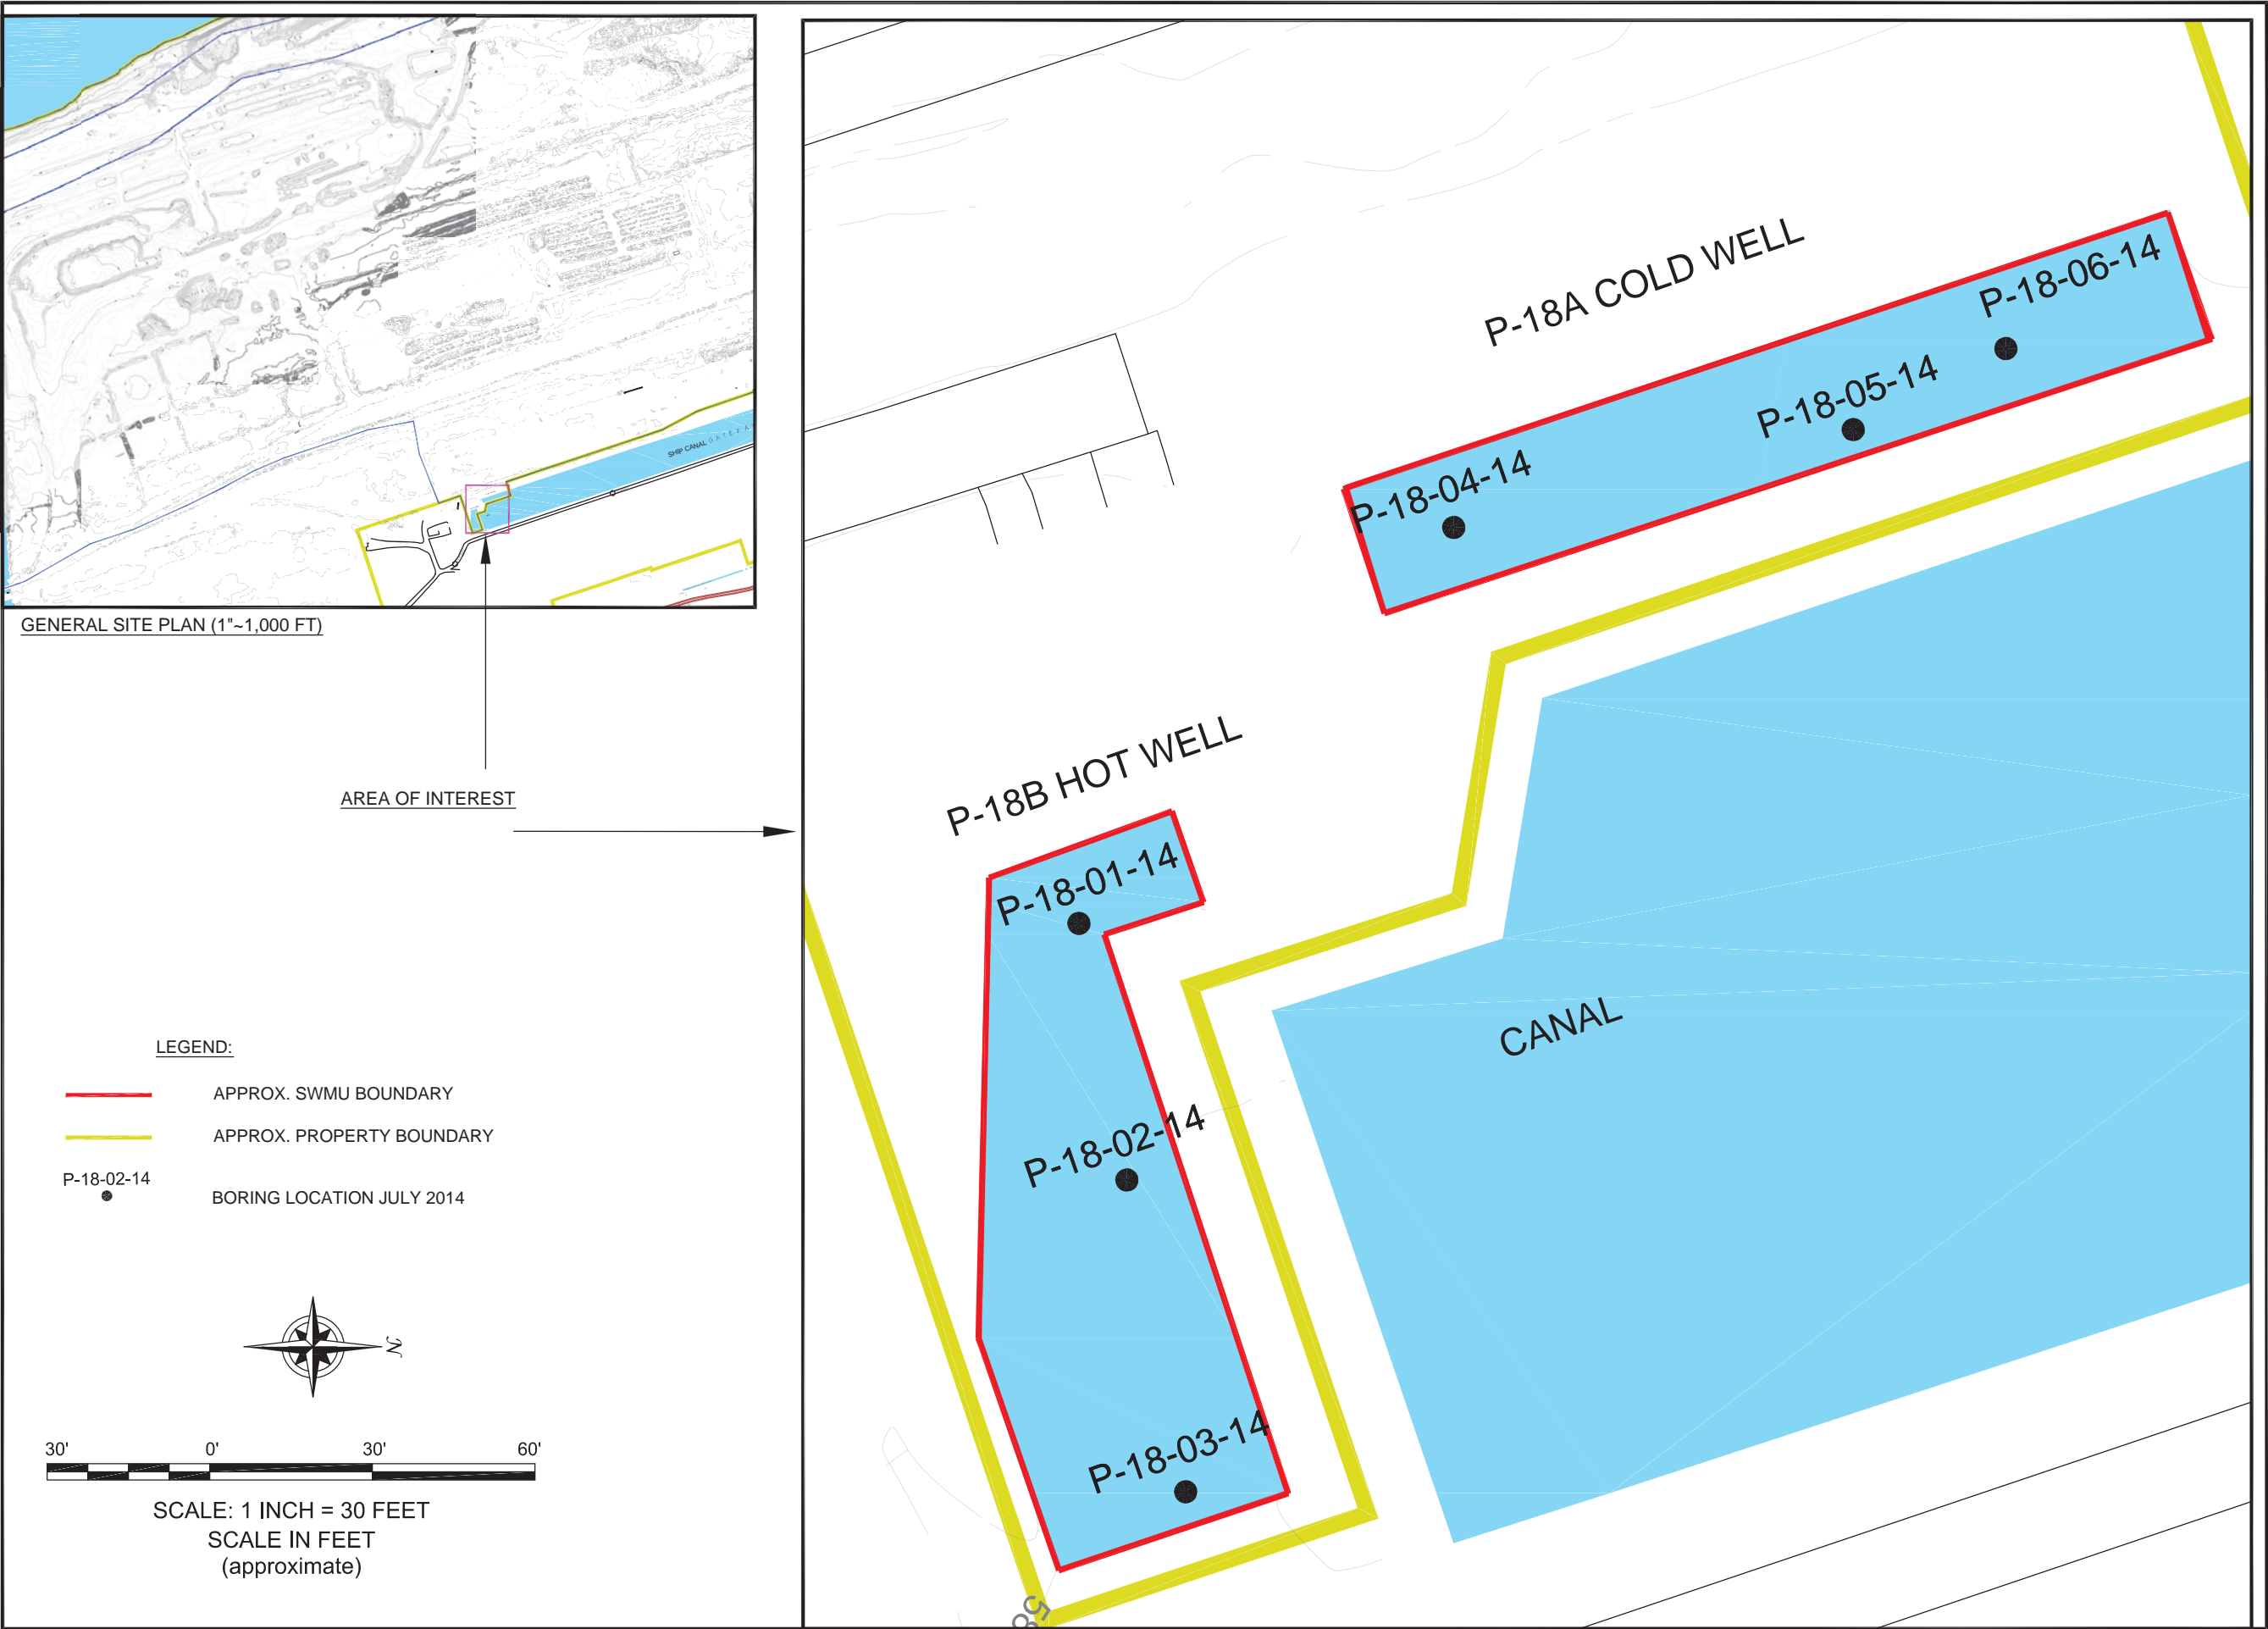 SHIP CANAL
GENERAL SITE PLAN (1"~1,000 FT)
AREA OF INTEREST
LEGEND:
APPROX. SWMU BOUNDARY
APPROX. PROPERTY BOUNDARY
P-18-02-14
BORING LOCATION JULY 2014
N
30' 0' 30' 60'
SCALE: 1 INCH = 30 FEET
SCALE IN FEET
(approximate)
P-18A COLD WELL
P-18-06-14
P-18-05-14
P-18-04-14
P-18B HOT WELL
P-18-01-14
CANAL
P-18-02-14
P-18-03-14